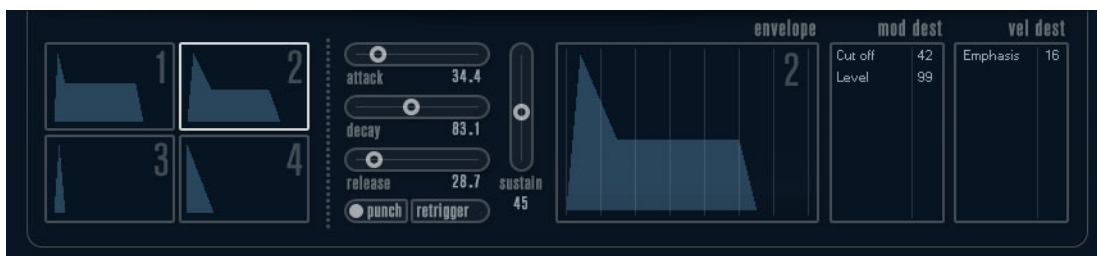 envelope mod dest vel dest
1 2
3 4
attack 34.4
decay 83.1
release 28.7
punch retrigger
sustain
45
2
Cut off 42
Level 99
Emphasis 16